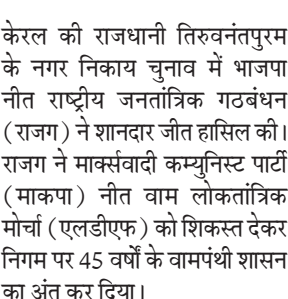 केरल की राजधानी तिरुवनंतपुरम
के नगर निकाय चुनाव में भाजपा
नीत राष्ट्रीय जनतांत्रिक गठबंधन
(राजग) ने शानदार जीत हासिल की।
राजग ने मार्क्सवादी कम्युनिस्ट पार्टी
(माकपा) नीत वाम लोकतांत्रिक
मोर्चा (एलडीएफ) को शिकस्त देकर
निगम पर 45 वर्षों के वामपंथी शासन
का अंत कर दिया।